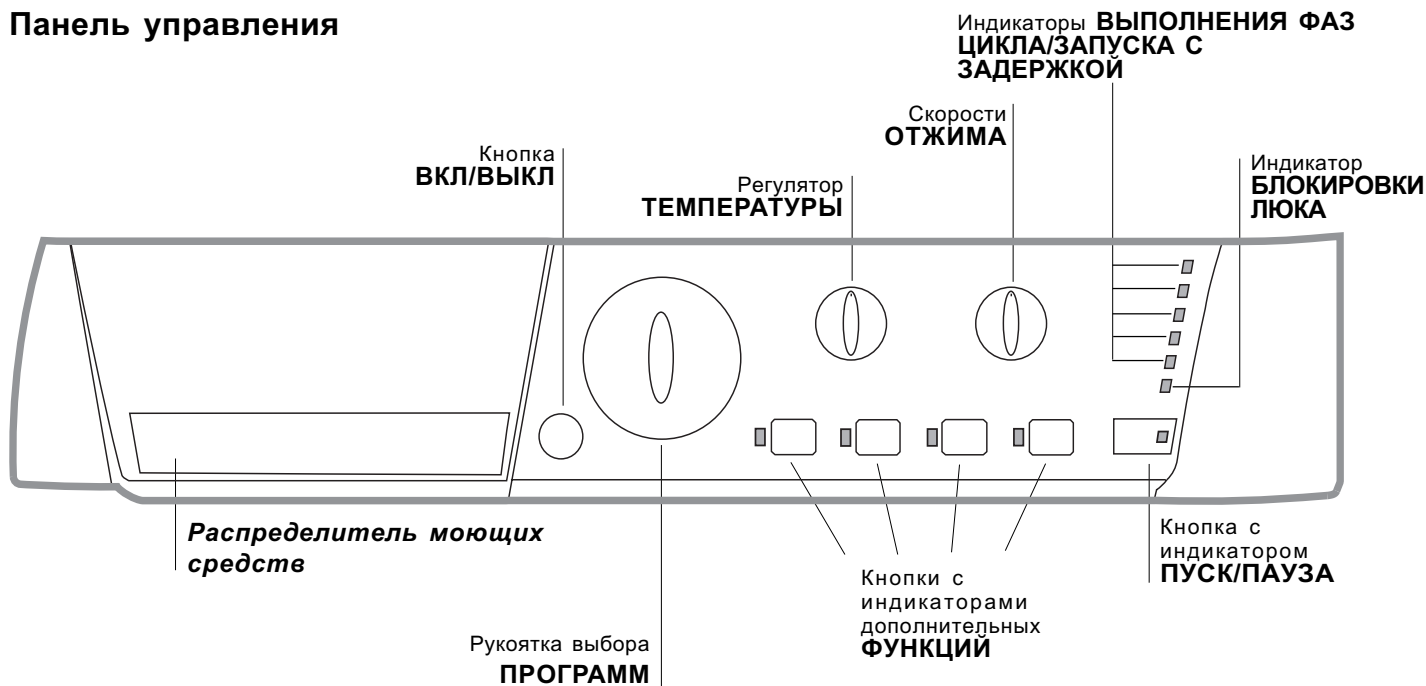 Панель управления
Индикаторы ВЫПОЛНЕНИЯ ФАЗ
ЦИКЛА/ЗАПУСКА С
ЗАДЕРЖКОЙ
Скорости
ОТЖИМА
Кнопка
ВКЛ/ВЫКЛ
Регулятор
ТЕМПЕРАТУРЫ
Индикатор
БЛОКИРОВКИ
ЛЮКА
Распределитель моющих
средств
Рукоятка выбора
ПРОГРАММ
Кнопки с
индикаторами
дополнительных
ФУНКЦИЙ
Кнопка с
индикатором
ПУСК/ПАУЗА